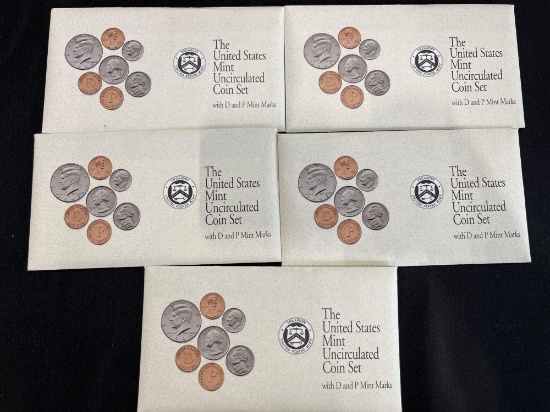 The
United States
Mint
Uncirculated
Coin Set
with D and P Mint Marks
The
United States
Mint
Uncirculated
Coin Set
with D and P Mint Marks
The
United States
Mint
Uncirculated
Coin Set
with D and P Mint Marks
The
United States
Mint
Uncirculated
Coin Set
with D and P Mint Marks
The
United States
Mint
Uncirculated
Coin Set
with D and P Mint Marks